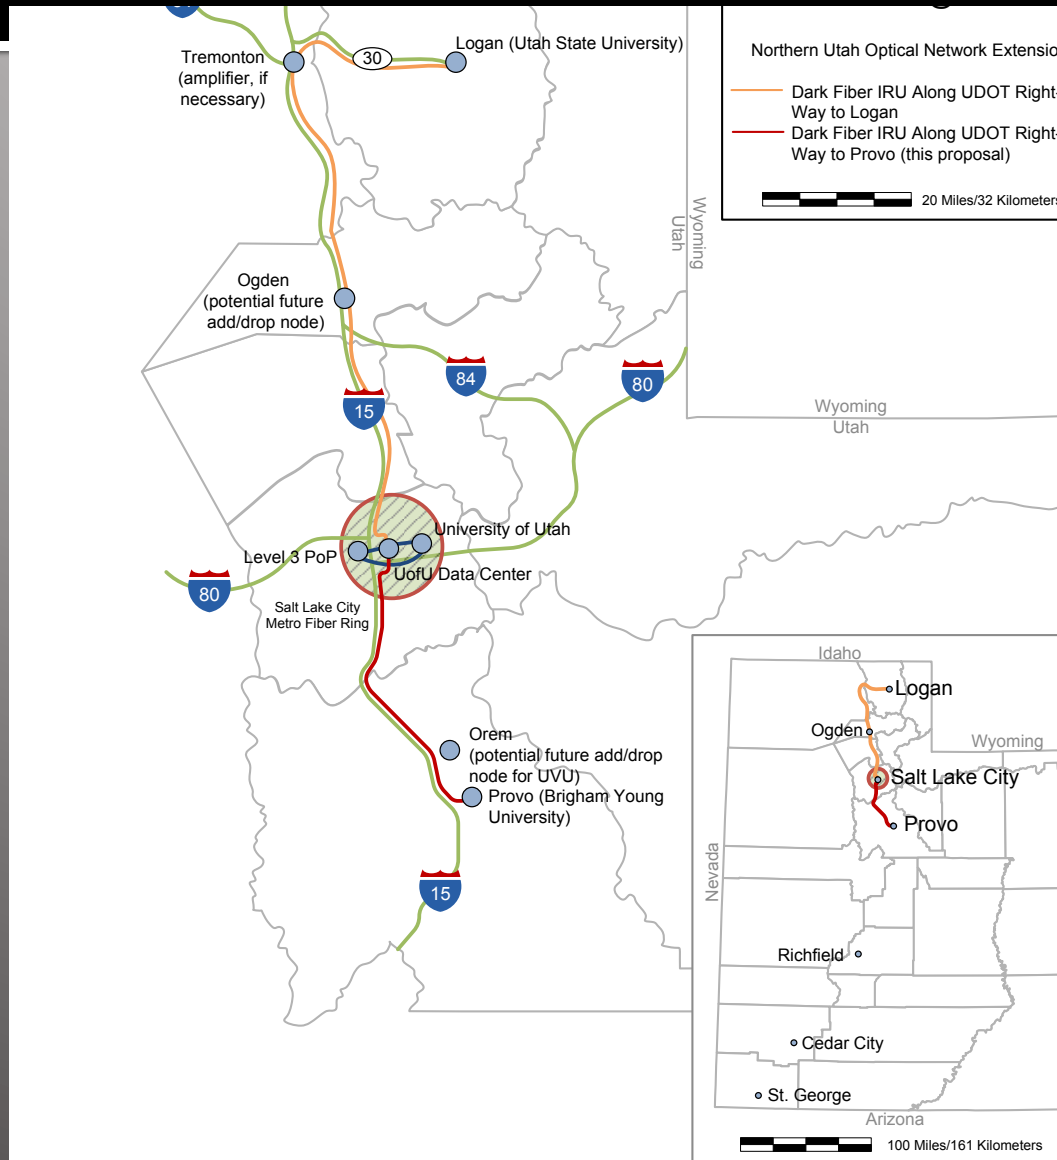 Tremonton
(amplifier, if
necessary)
30
Logan (Utah State University)
Northern Utah Optical Network Extensio
Dark Fiber IRU Along UDOT Right-
Way to Logan
Dark Fiber IRU Along UDOT Right-
Way to Provo (this proposal)
20 Miles/32 Kilometers
Wyoming
Utah
Ogden
(potential future
add/drop node)
84
80
15
Wyoming
Utah
University of Utah
Level 3 PoP
UofU Data Center
80
Salt Lake City
Metro Fiber Ring
Orem
(potential future add/drop
node for UVU)
Provo (Brigham Young
University)
15
Idaho
Logan
Ogden
Wyoming
Salt Lake City
Provo
Nevada
Richfield
Cedar City
St. George
Arizona
100 Miles/161 Kilometers